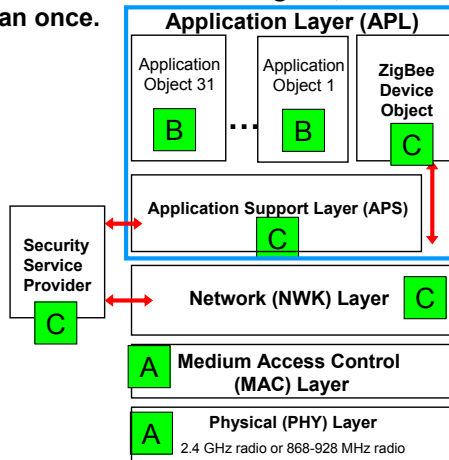 an once.
Application Layer (APL)
Application
Object 31
B
...
Application
Object 1
B
ZigBee
Device
Object
C
Application Support Layer (APS)
C
Security
Service
Provider
C
Network (NWK) Layer
C
A
Medium Access Control
(MAC) Layer
A
Physical (PHY) Layer
2.4 GHz radio or 868-928 MHz radio